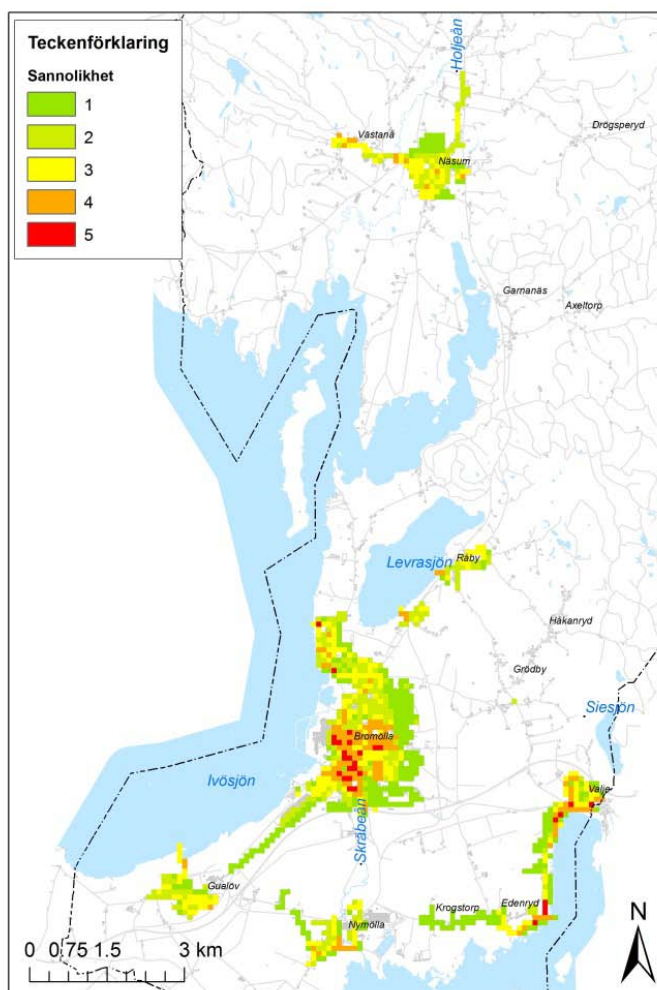 Teckenförklaring
Sannolikhet
1
2
3
4
5
Holjeån
Drögsperyd
Västanå
Näsum
Garnanäs
Axeltorp
Levrasjön
Råby
Håkanryd
Grödby
Siesjön
Bromölla
Ivösjön
Valje
Skräbeån
Gualöv
Krogstorp
Edenryd
Nymölla
0 0.75 1.5 3 km
N